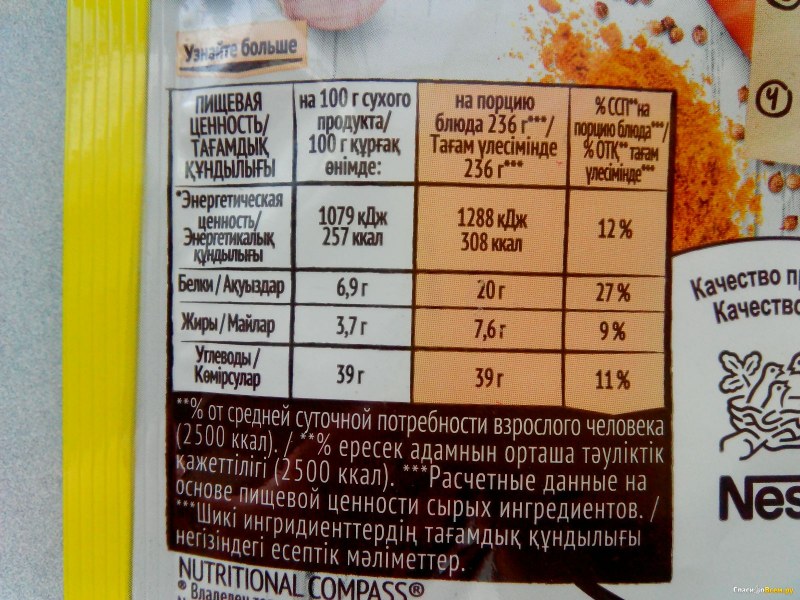 Узнайте больше
ПИЩЕВАЯ ЦЕННОСТЬ/ ТАҒАМДЫҚ ҚҰНДЫЛЫҒЫ
на 100 г сухого продукта/ 100 г құрғақ өнімде:
на порцию блюда 236 г***/ Тағам үлесімінде 236 г***
% ССП** на порцию блюда***/ % ОТҚ** тағам үлесімінде***
*Энергетическая ценность/ Энергетикалық құндылығы
1079 кДж 257 ккал
1288 кДж 308 ккал
12 %
Белки / Ақуыздар 6,9 г 20 г 27 %
Жиры / Майлар 3,7 г 7,6 г 9 %
Углеводы / Көмірсулар 39 г 39 г 11 %
**% от средней суточной потребности взрослого человека
(2500 ккал). / **% ересек адамнын орташа тәуліктік
қажеттілігі (2500 ккал). ***Расчетные данные на
основе пищевой ценности сырых ингредиентов. /
***Шикі ингридиенттердің тағамдық құндылығы
негізіндегі есептік мәліметтер.
NUTRITIONAL COMPASS®
4
Качество
Качество
Nes